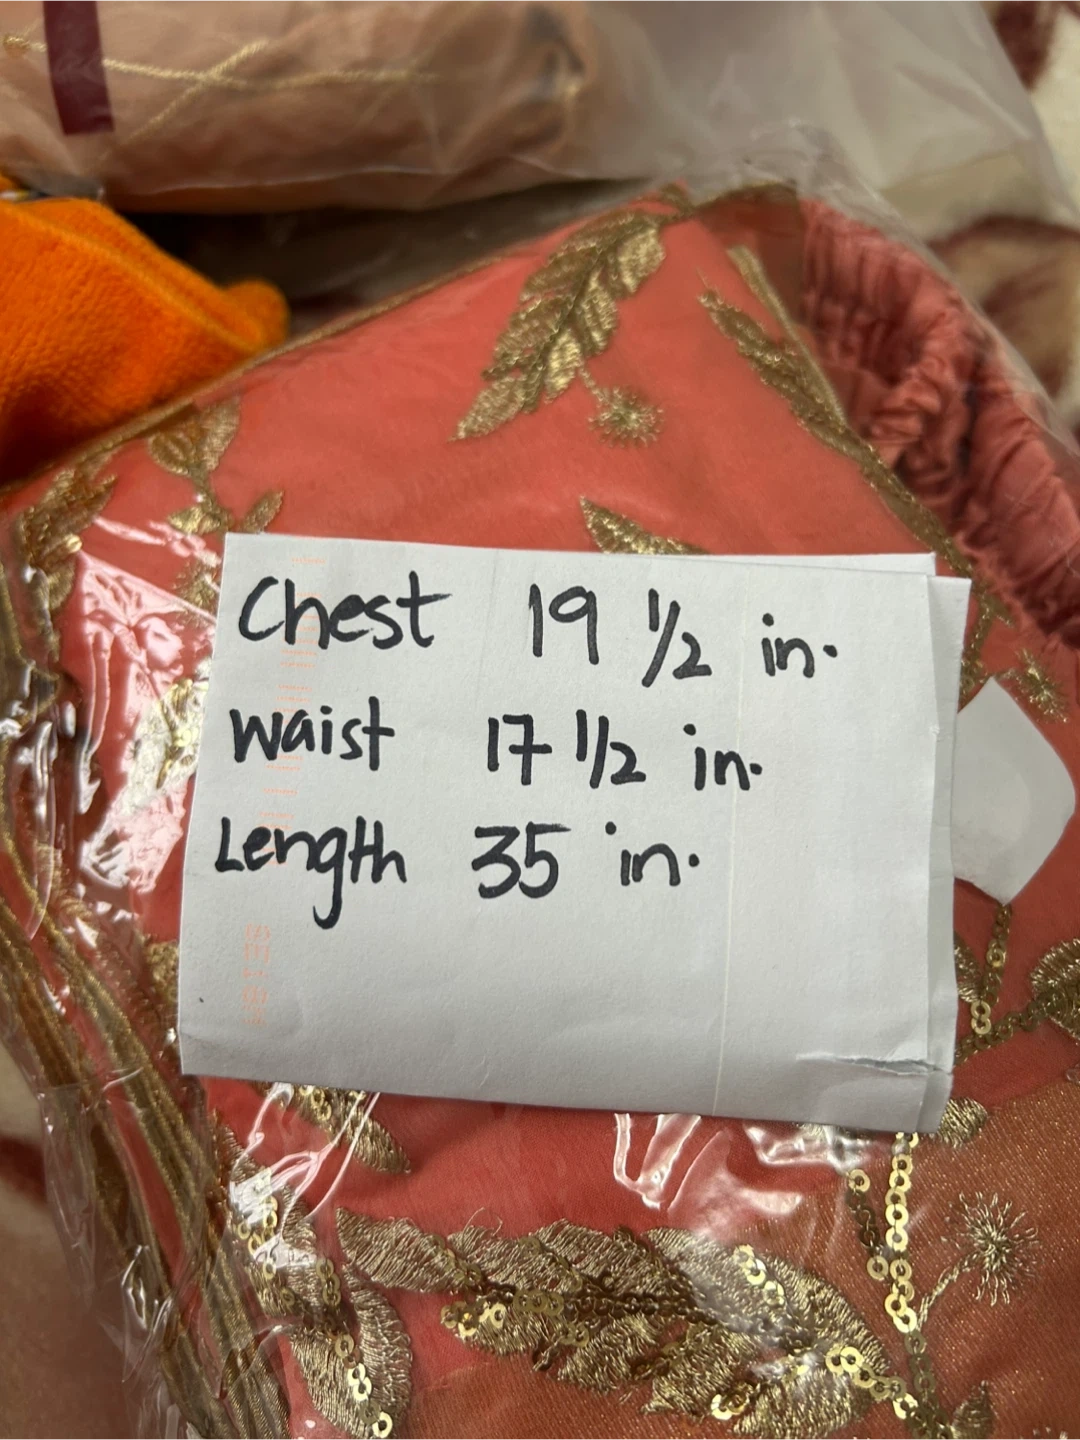 Chest 19 1/2 in.
Waist 17 1/2 in.
Length 35 in.